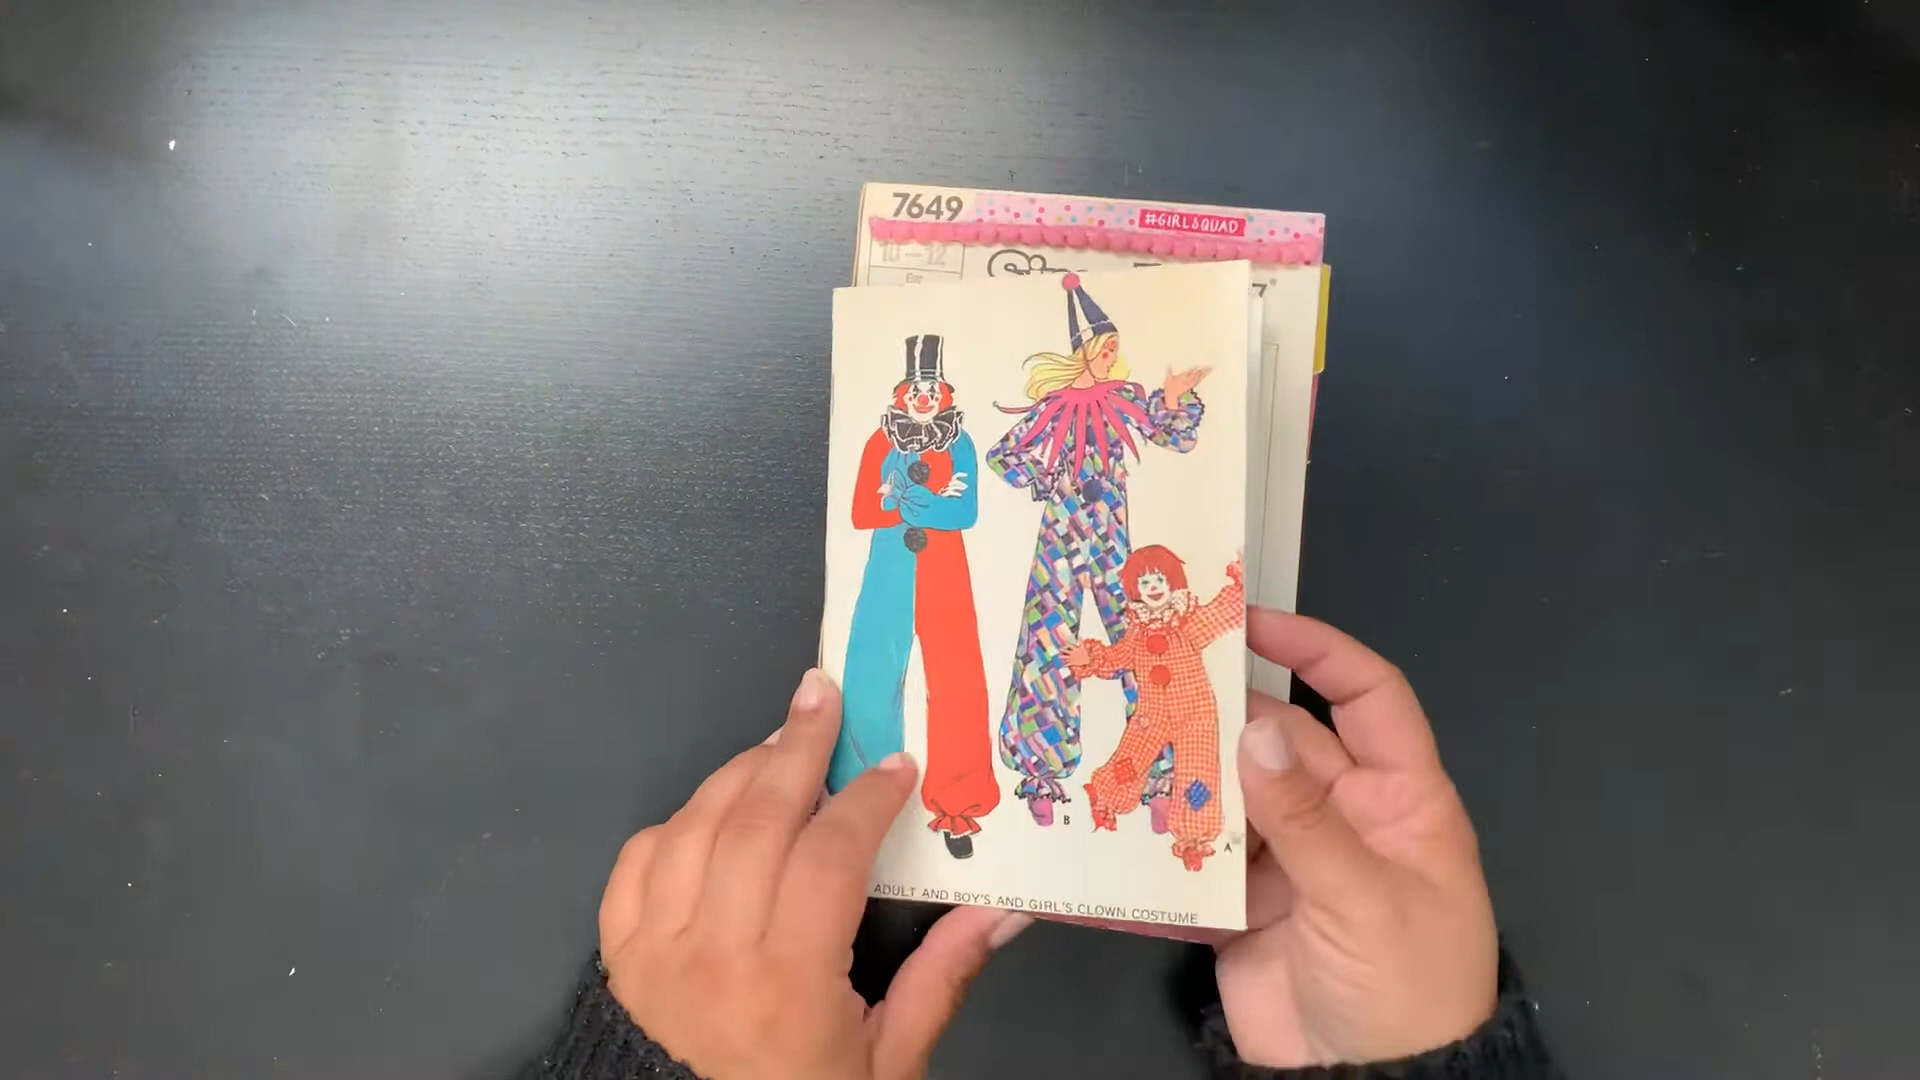 7649
#GIRLSQUAD
10 — 12
B
A
ADULT AND BOY'S AND GIRL'S CLOWN COSTUME